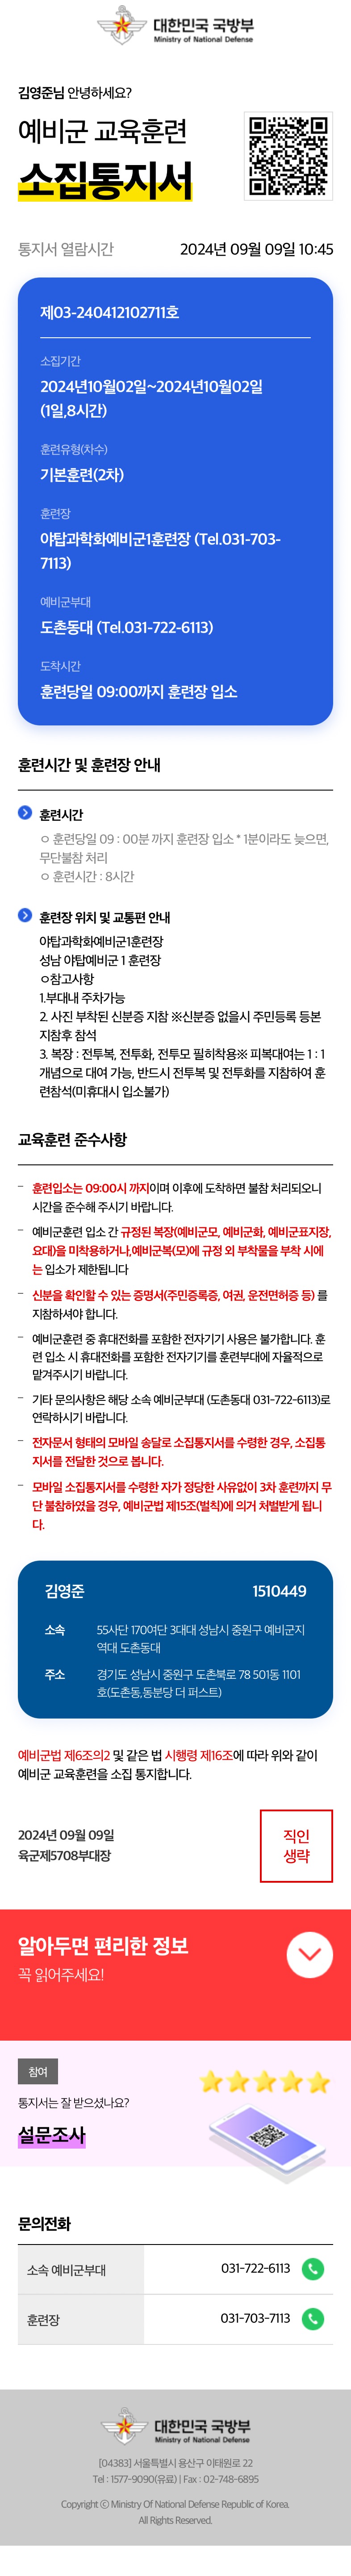 대한민국 국방부
Ministry of National Defense
김영준님 안녕하세요?
예비군 교육훈련
소집통지서
통지서 열람시간 2024년 09월 09일 10:45
제03-240412102711호
소집기간
2024년10월02일~2024년10월02일
(1일,8시간)
훈련유형(차수)
기본훈련(2차)
훈련장
야탑과학화예비군1훈련장 (Tel.031-703-
7113)
예비군부대
도촌동대 (Tel.031-722-6113)
도착시간
훈련당일 09:00까지 훈련장 입소
훈련시간 및 훈련장 안내
훈련시간
ㅇ 훈련당일 09 : 00분 까지 훈련장 입소 * 1분이라도 늦으면,
무단불참 처리
ㅇ 훈련시간 : 8시간
훈련장 위치 및 교통편 안내
야탑과학화예비군1훈련장
성남 야탑예비군 1 훈련장
ㅇ참고사항
1.부대내 주차가능
2. 사진 부착된 신분증 지참 ※신분증 없을시 주민등록 등본
지참후 참석
3. 복장 : 전투복, 전투화, 전투모 필히착용※ 피복대여는 1 : 1
개념으로 대여 가능, 반드시 전투복 및 전투화를 지참하여 훈
련참석(미휴대시 입소불가)
교육훈련 준수사항
- 훈련입소는 09:00시 까지이며 이후에 도착하면 불참 처리되오니
시간을 준수해 주시기 바랍니다.
- 예비군훈련 입소 간 규정된 복장(예비군모, 예비군화, 예비군표지장,
요대)을 미착용하거나,예비군복(모)에 규정 외 부착물을 부착 시에
는 입소가 제한됩니다
- 신분을 확인할 수 있는 증명서(주민증록증, 여권, 운전면허증 등) 를
지참하셔야 합니다.
- 예비군훈련 중 휴대전화를 포함한 전자기기 사용은 불가합니다. 훈
련 입소 시 휴대전화를 포함한 전자기기를 훈련부대에 자율적으로
맡겨주시기 바랍니다.
- 기타 문의사항은 해당 소속 예비군부대 (도촌동대 031-722-6113)로
연락하시기 바랍니다.
- 전자문서 형태의 모바일 송달로 소집통지서를 수령한 경우, 소집통
지서를 전달한 것으로 봅니다.
- 모바일 소집통지서를 수령한 자가 정당한 사유없이 3차 훈련까지 무
단 불참하였을 경우, 예비군법 제15조(벌칙)에 의거 처벌받게 됩니
다.
김영준 1510449
소속 55사단 170여단 3대대 성남시 중원구 예비군지
역대 도촌동대
주소 경기도 성남시 중원구 도촌북로 78 501동 1101
호(도촌동,동분당 더 퍼스트)
예비군법 제6조의2 및 같은 법 시행령 제16조에 따라 위와 같이
예비군 교육훈련을 소집 통지합니다.
2024년 09월 09일
육군제5708부대장
직인
생략
알아두면 편리한 정보
꼭 읽어주세요!
참여
통지서는 잘 받으셨나요?
설문조사
문의전화
소속 예비군부대 031-722-6113
훈련장 031-703-7113
대한민국 국방부
Ministry of National Defense
[04383] 서울특별시 용산구 이태원로 22
Tel : 1577-9090(유료) | Fax : 02-748-6895
Copyright ⓒ Ministry Of National Defense Republic of Korea.
All Rights Reserved.